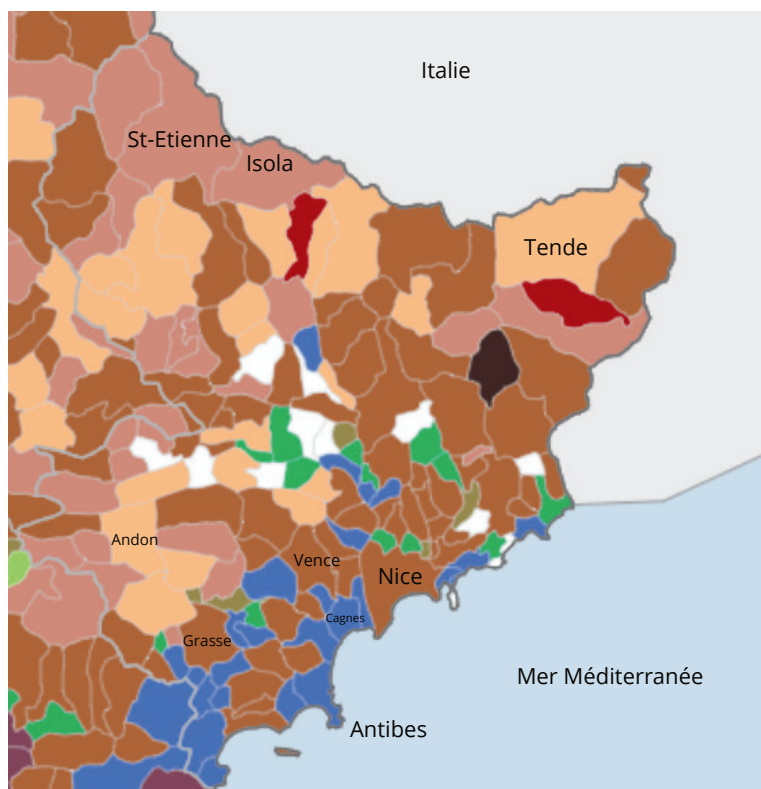 Italie
St-Etienne
Isola
Tende
Andon
Vence
Nice
Cagnes
Grasse
Mer Méditerranée
Antibes